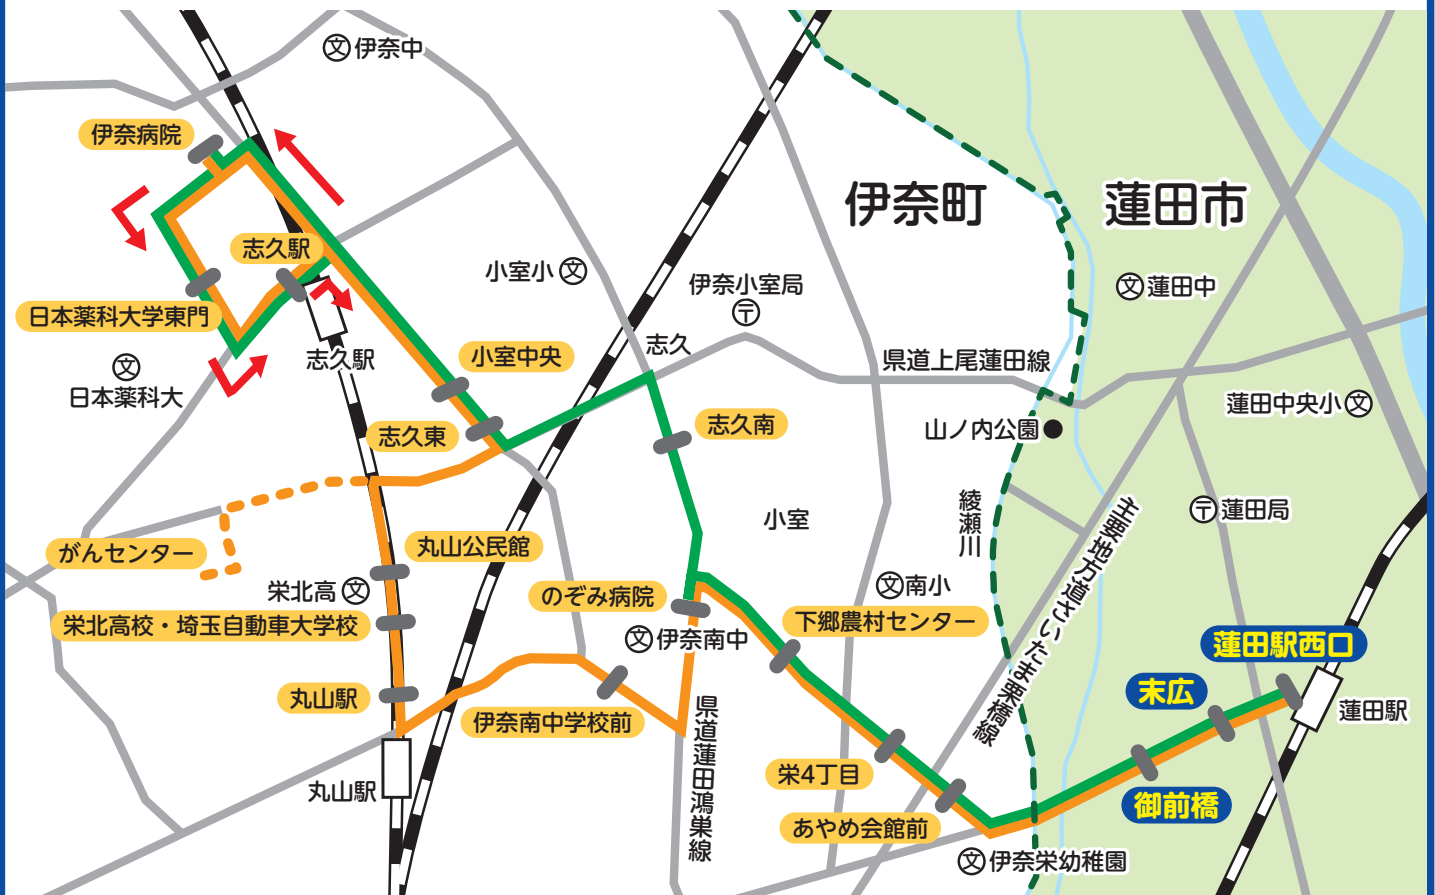 伊奈中
伊奈病院
伊奈町
蓮田市
志久駅
小室小
伊奈小室局
蓮田中
日本薬科大学東門
志久駅
小室中央
志久
県道上尾蓮田線
日本薬科大
蓮田中央小
志久東
志久南
山ノ内公園
綾瀬川
主要地方道さいたま栗橋線
蓮田局
小室
がんセンター
丸山公民館
栄北高
のぞみ病院
南小
栄北高校・埼玉自動車大学校
伊奈南中
下郷農村センター
蓮田駅西口
末広
丸山駅
伊奈南中学校前
県道蓮田鴻巣線
蓮田駅
栄4丁目
丸山駅
御前橋
あやめ会館前
伊奈栄幼稚園
文
文
文
文
文
文
文
文
文
〒
〒